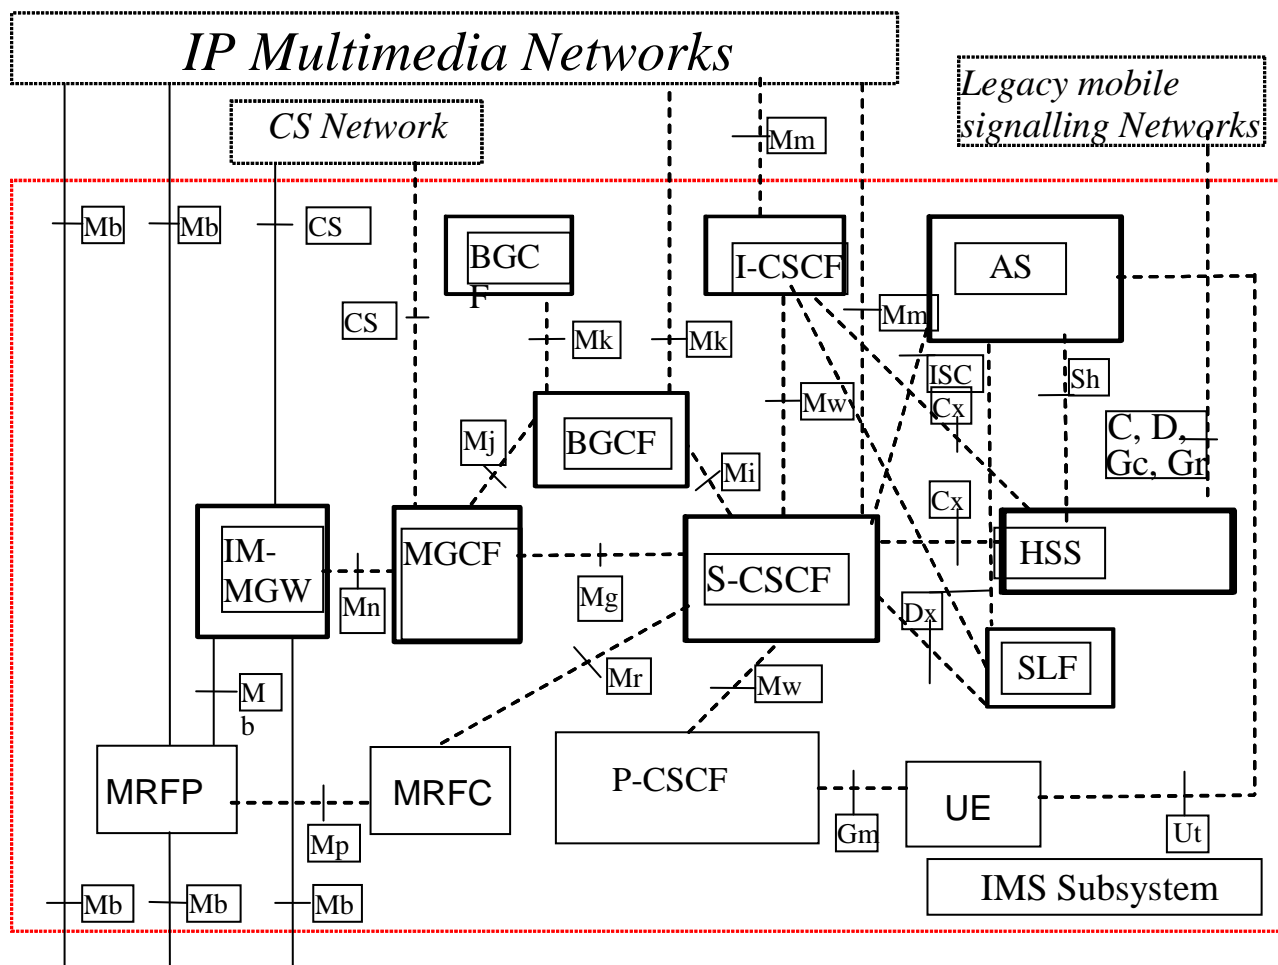 IP Multimedia Networks
Legacy mobile
signalling Networks
CS Network
Mm
Mb
Mb
CS
BGC
F
I-CSCF
AS
CS
Mk
Mk
Mm
ISC
Sh
Mw
Cx
C, D,
Gc, Gr
Mj
BGCF
Mi
Cx
IM-
MGW
MGCF
S-CSCF
HSS
Mn
Mg
Dx
M
b
Mr
Mw
SLF
MRFP
MRFC
P-CSCF
UE
Mp
Gm
Ut
Mb
Mb
Mb
IMS Subsystem